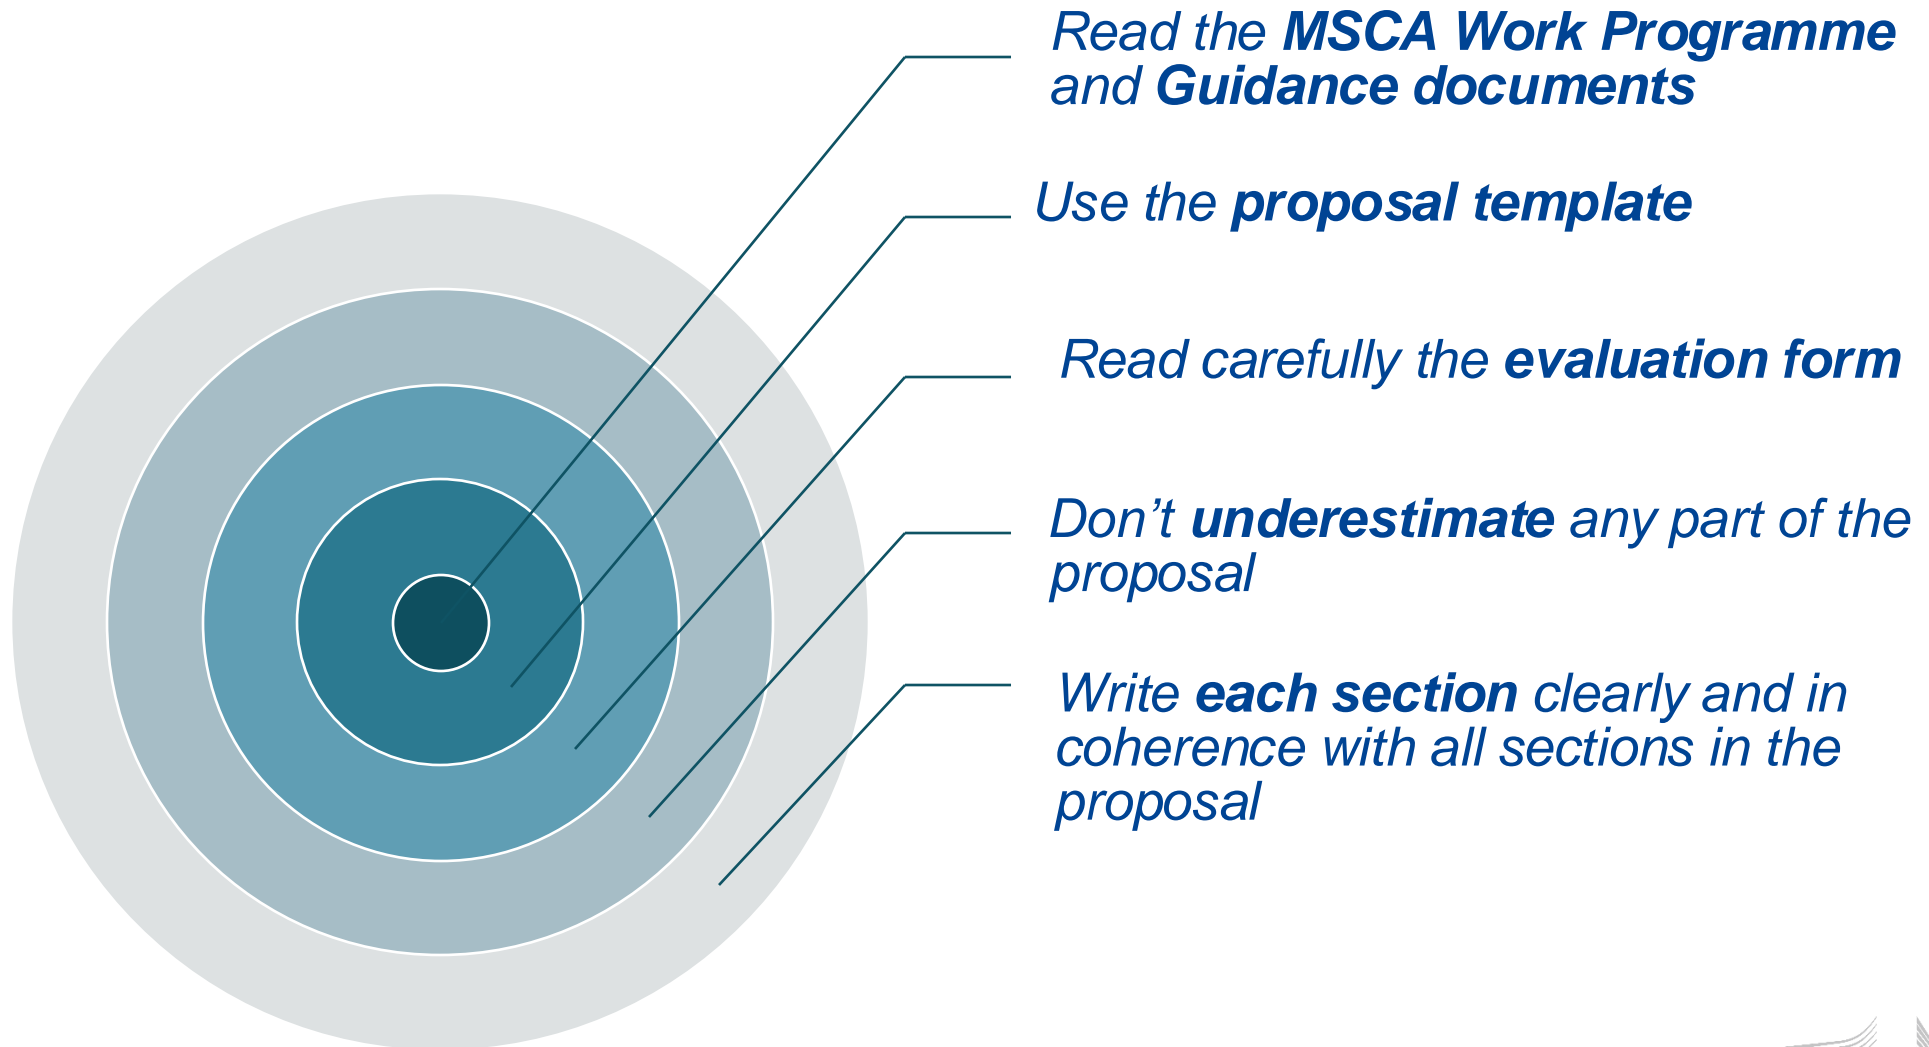 Read the MSCA Work Programme
and Guidance documents
Use the proposal template
Read carefully the evaluation form
Don’t underestimate any part of the
proposal
Write each section clearly and in
coherence with all sections in the
proposal